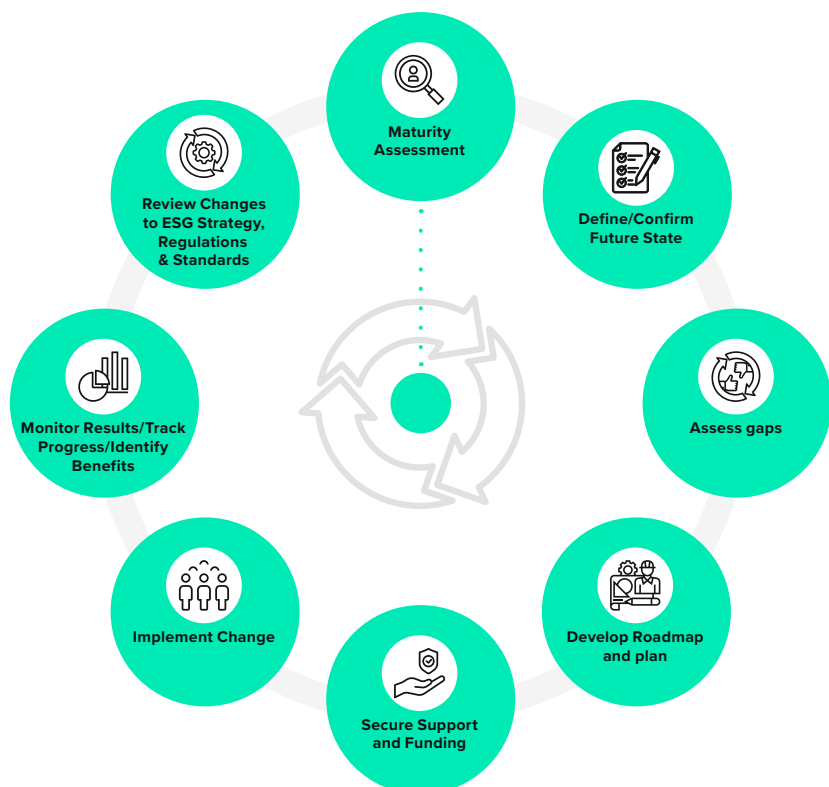 Maturity
Assessment
Define/Confirm
Future State
Assess gaps
Develop Roadmap
and plan
Secure Support
and Funding
Implement Change
Monitor Results/Track
Progress/Identify
Benefits
Review Changes
to ESG Strategy,
Regulations
& Standards